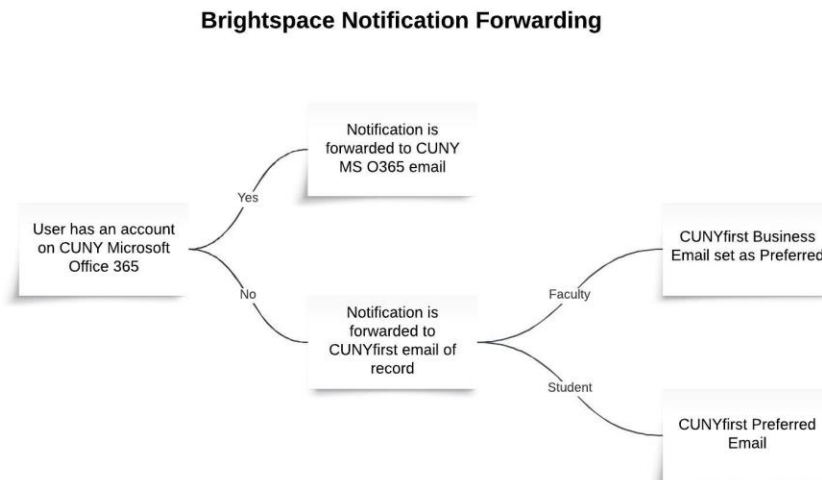 Brightspace Notification Forwarding
Notification is
forwarded to CUNY
MS O365 email
Yes
User has an account
on CUNY Microsoft
Office 365
CUNYfirst Business
Email set as Preferred
No
Faculty
Notification is
forwarded to
CUNYfirst email of
record
Student
CUNYfirst Preferred
Email